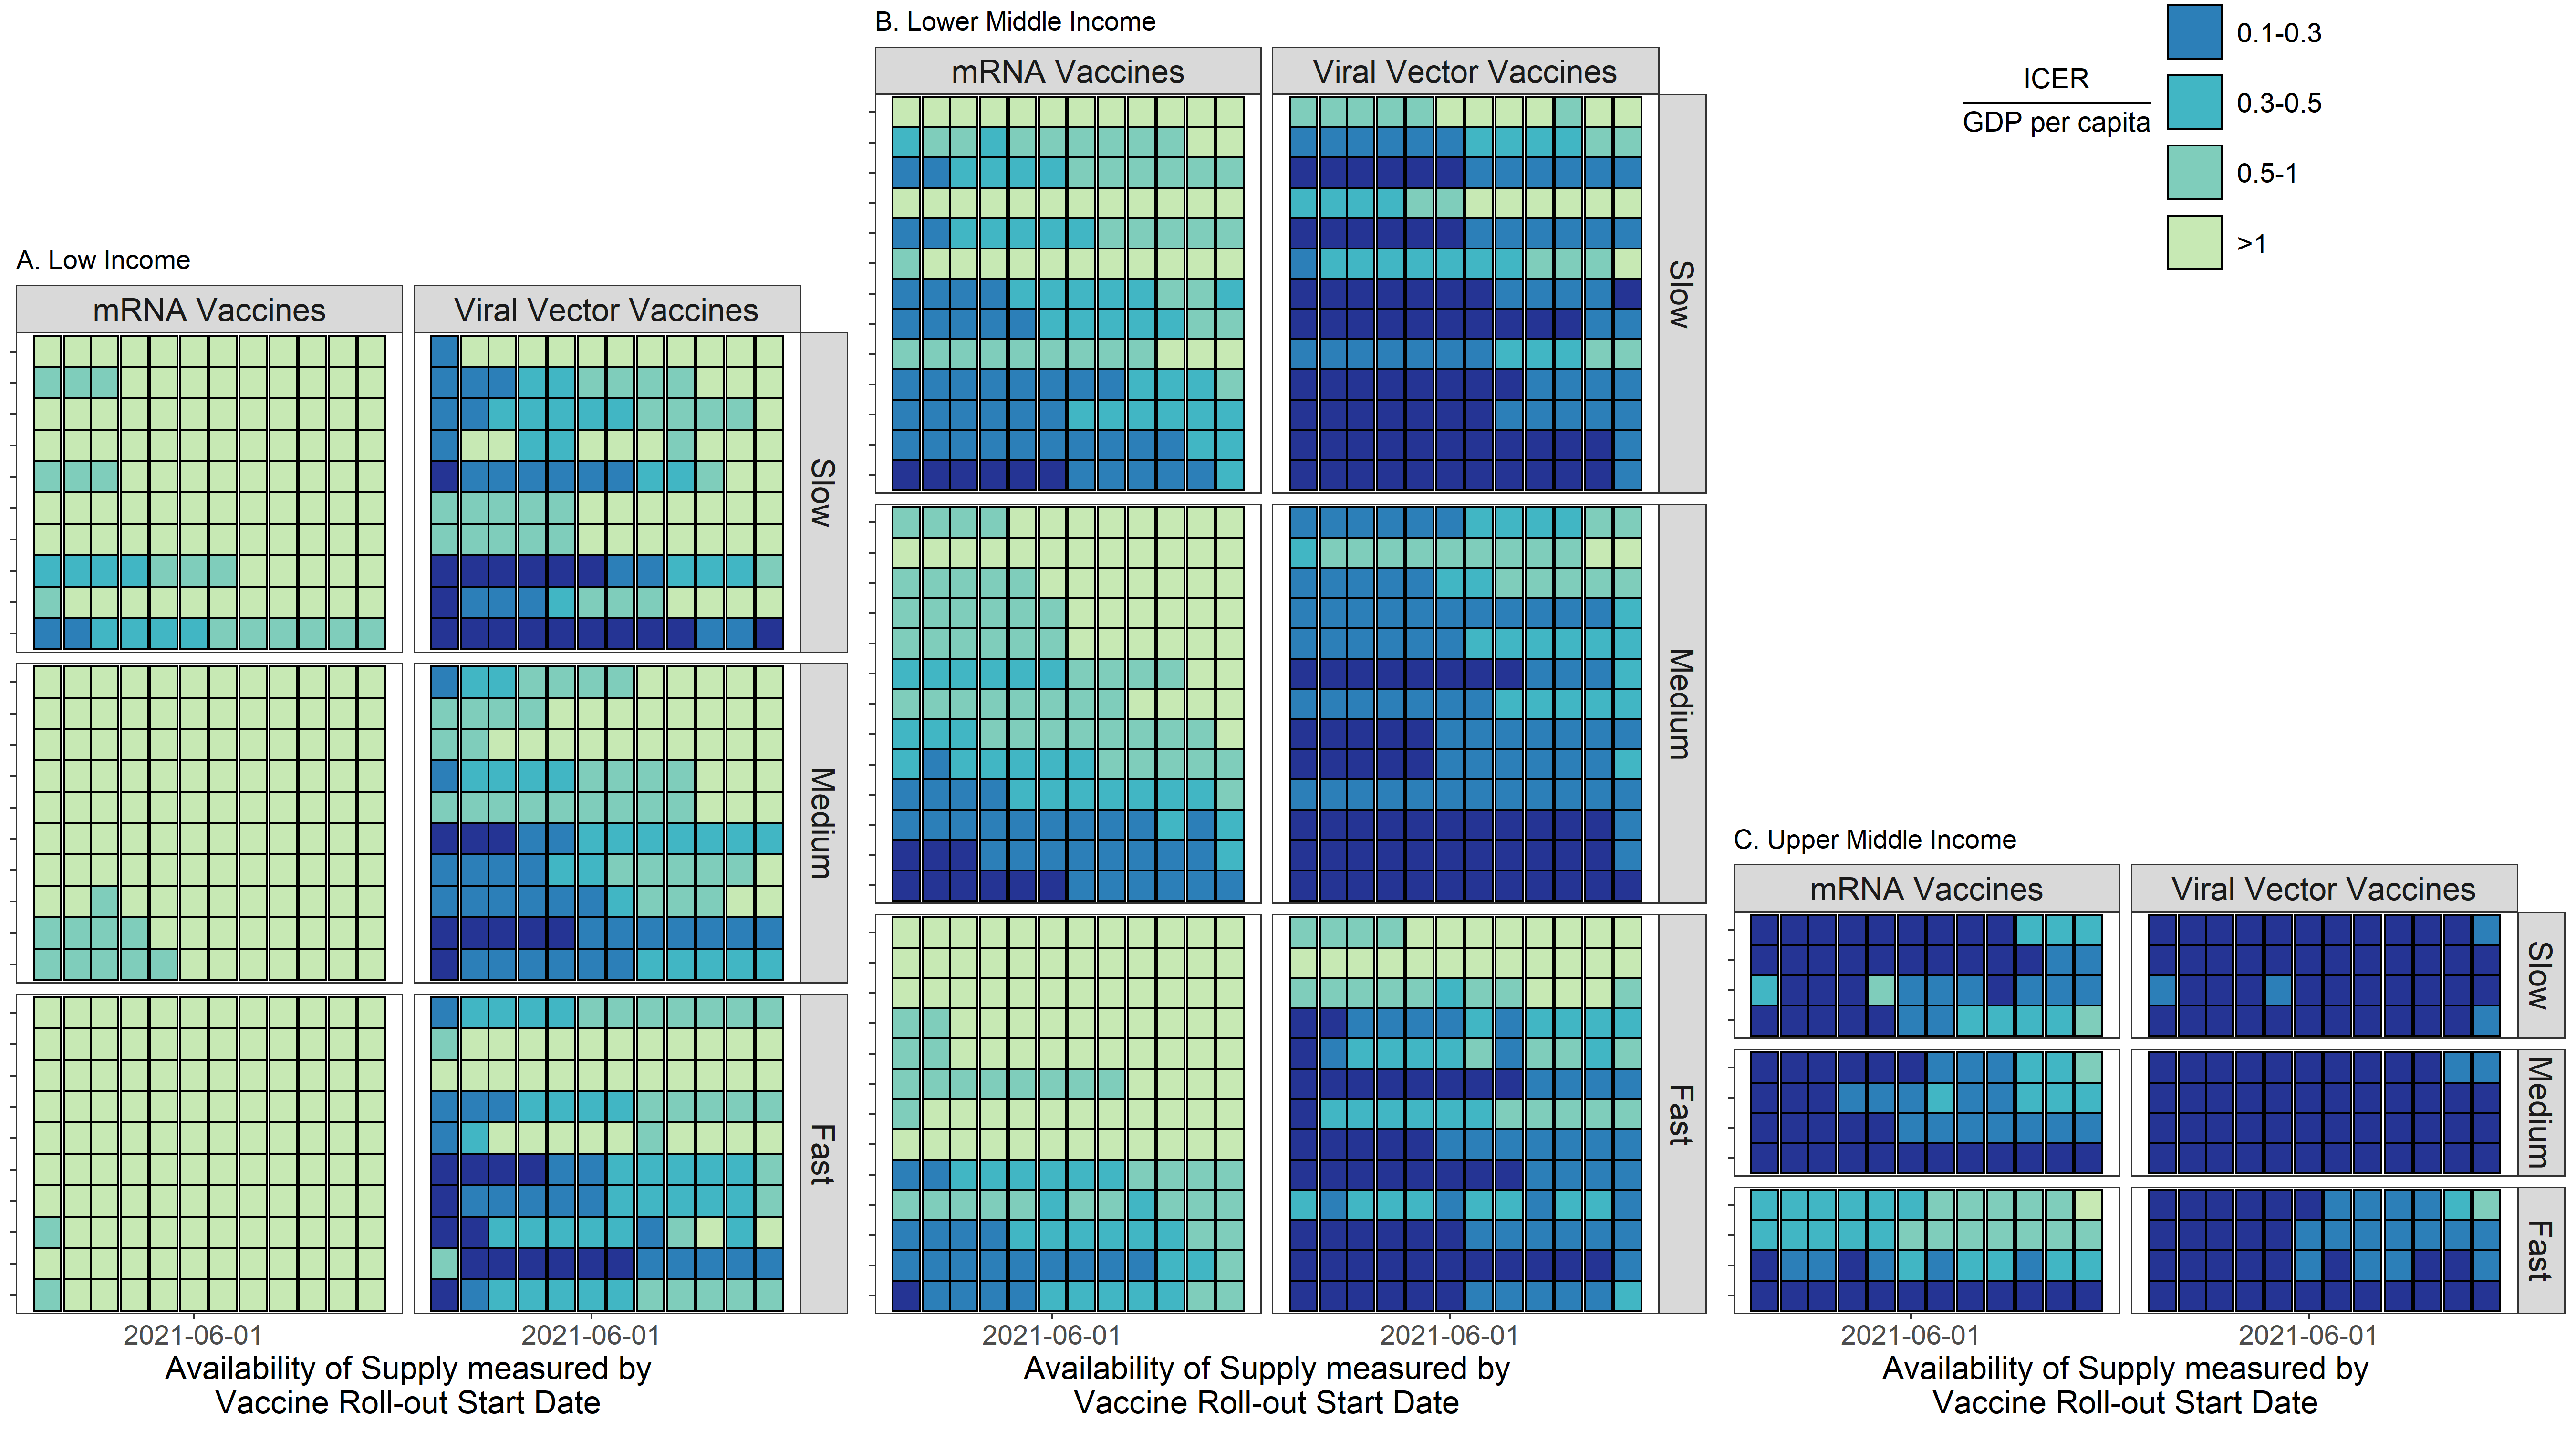 B. Lower Middle Income
mRNA Vaccines
Viral Vector Vaccines
Slow
Medium
Fast
2021-06-01
2021-06-01
Availability of Supply measured by
Vaccine Roll-out Start Date
ICER
GDP per capita
0.1-0.3
0.3-0.5
0.5-1
>1
A. Low Income
mRNA Vaccines
Viral Vector Vaccines
Slow
Medium
Fast
2021-06-01
2021-06-01
Availability of Supply measured by
Vaccine Roll-out Start Date
C. Upper Middle Income
mRNA Vaccines
Viral Vector Vaccines
Slow
Medium
Fast
2021-06-01
2021-06-01
Availability of Supply measured by
Vaccine Roll-out Start Date